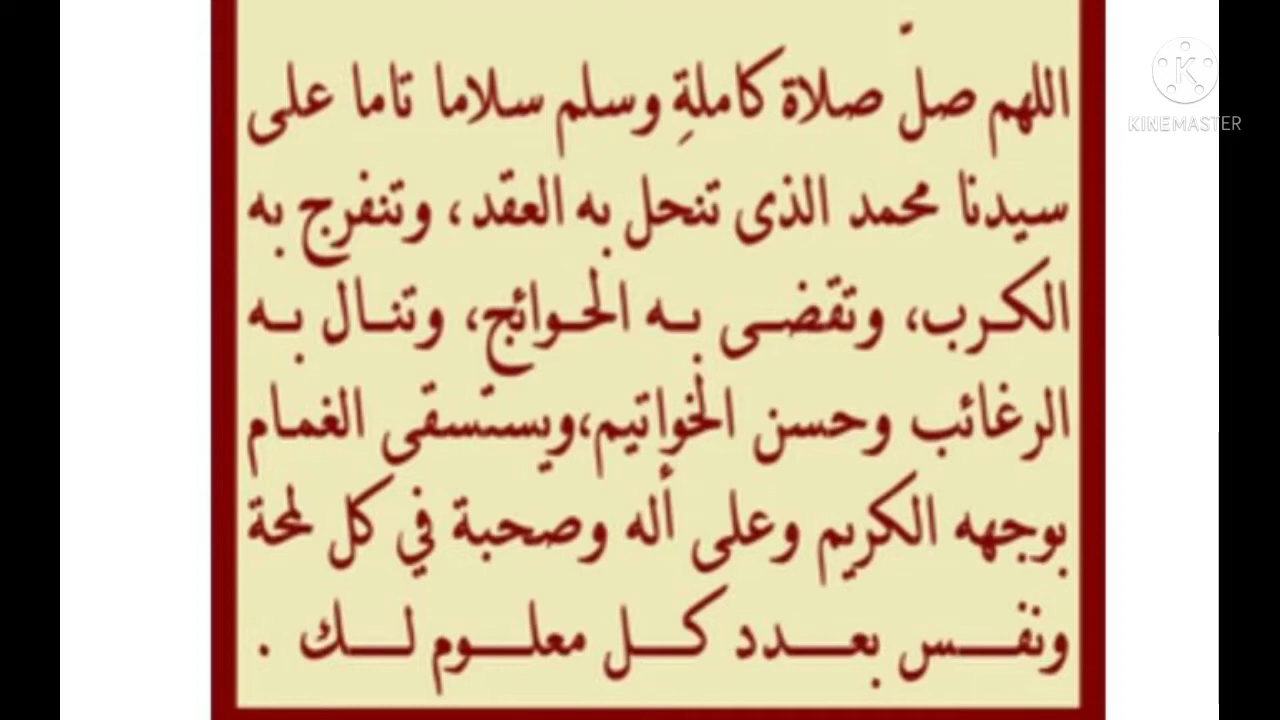 اللهم صلّ صلاة كاملةِ وسلم سلاما تاما على
سيدنا محمد الذى تنحل به العقد، وتنفرج به
الكرب، وتقضى به الحوائج، وتنال به
الرغائب وحسن الخواتيم،ويستسقى الغمام
بوجهه الكريم وعلى أله وصحبة في كل لمحة
ونفس بعدد كل معلوم لك .
K
KINEMASTER